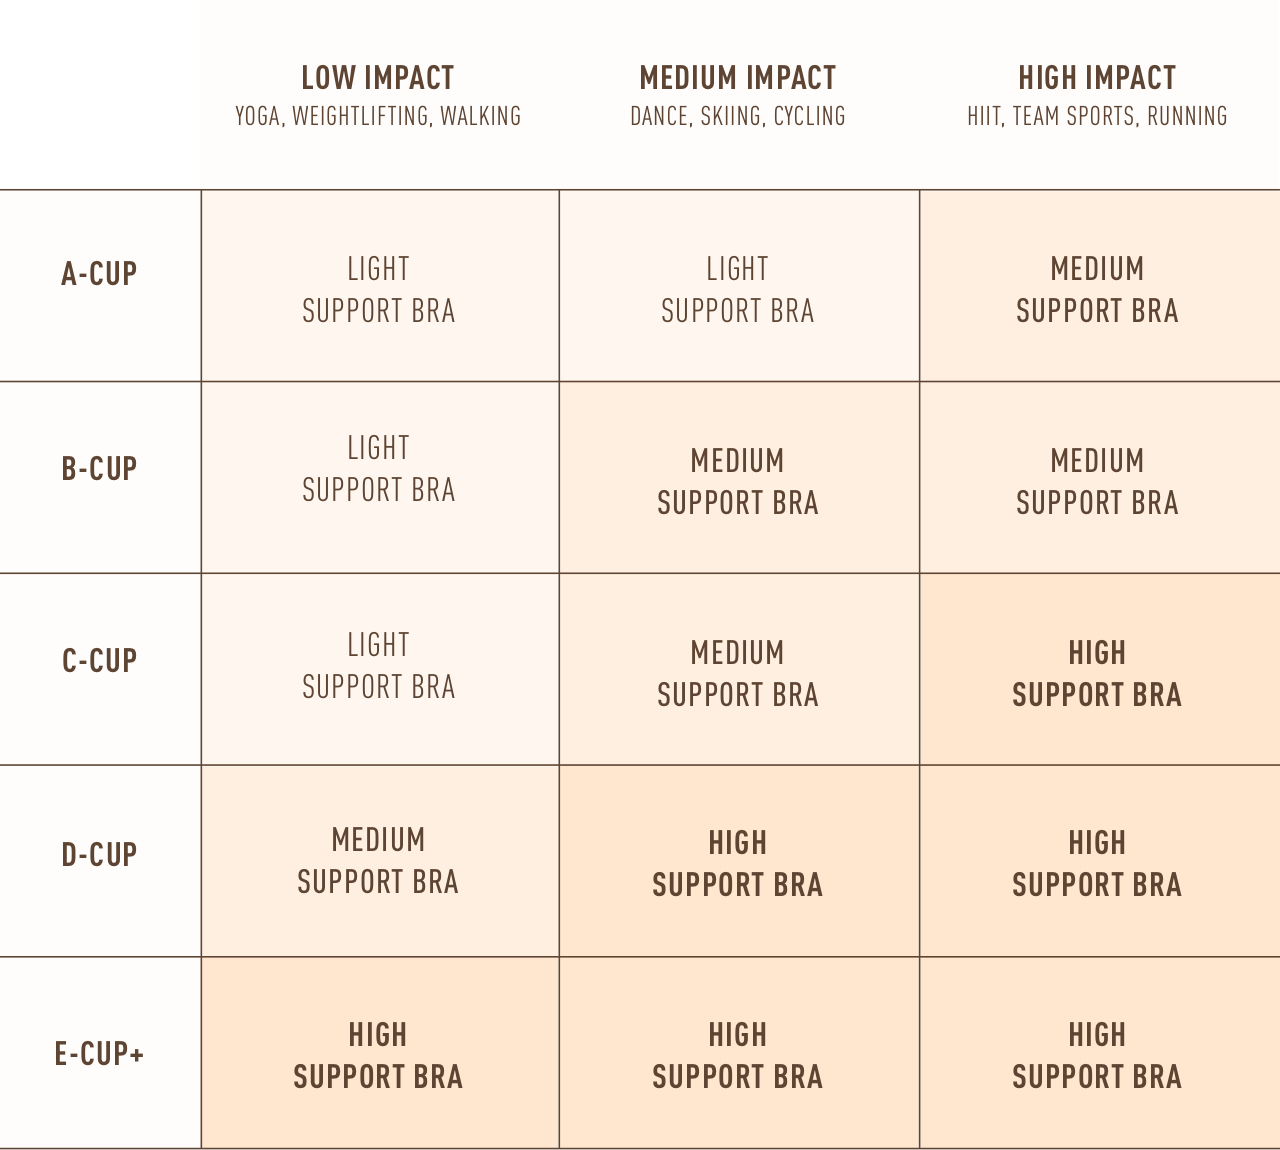 LOW IMPACT
YOGA, WEIGHTLIFTING, WALKING
MEDIUM IMPACT
DANCE, SKIING, CYCLING
HIGH IMPACT
HIIT, TEAM SPORTS, RUNNING
A-CUP
LIGHT
SUPPORT BRA
LIGHT
SUPPORT BRA
MEDIUM
SUPPORT BRA
B-CUP
LIGHT
SUPPORT BRA
MEDIUM
SUPPORT BRA
MEDIUM
SUPPORT BRA
C-CUP
LIGHT
SUPPORT BRA
MEDIUM
SUPPORT BRA
HIGH
SUPPORT BRA
D-CUP
MEDIUM
SUPPORT BRA
HIGH
SUPPORT BRA
HIGH
SUPPORT BRA
E-CUP+
HIGH
SUPPORT BRA
HIGH
SUPPORT BRA
HIGH
SUPPORT BRA